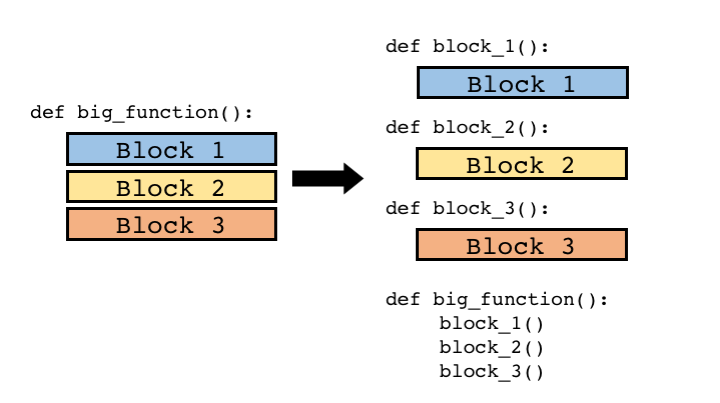 def big_function():
Block 1
Block 2
Block 3
def block_1():
Block 1
def block_2():
Block 2
def block_3():
Block 3
def big_function():
block_1()
block_2()
block_3()